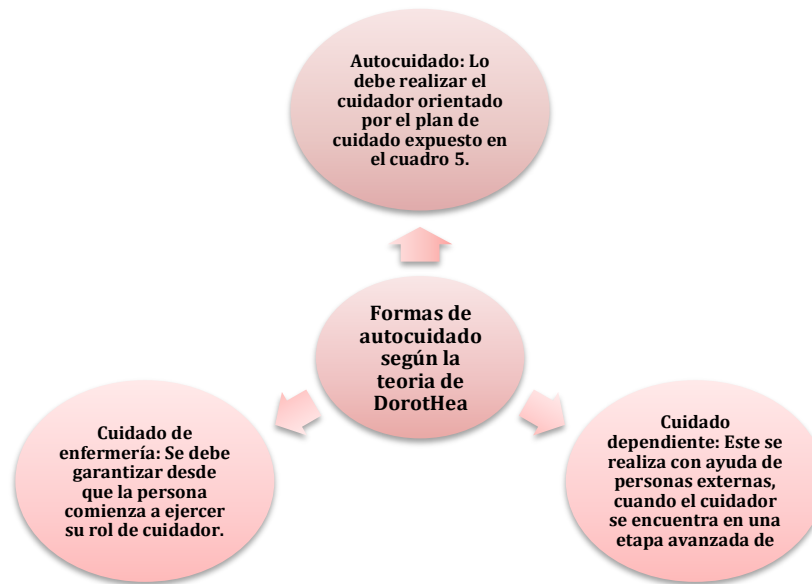 Autocuidado: Lo
debe realizar el
cuidador orientado
por el plan de
cuidado expuesto en
el cuadro 5.
Formas de
autocuidado
según la
teoria de
DorotHea
Cuidado de
enfermería: Se debe
garantizar desde
que la persona
comienza a ejercer
su rol de cuidador.
Cuidado
dependiente: Este se
realiza con ayuda de
personas externas,
cuando el cuidador
se encuentra en una
etapa avanzada de